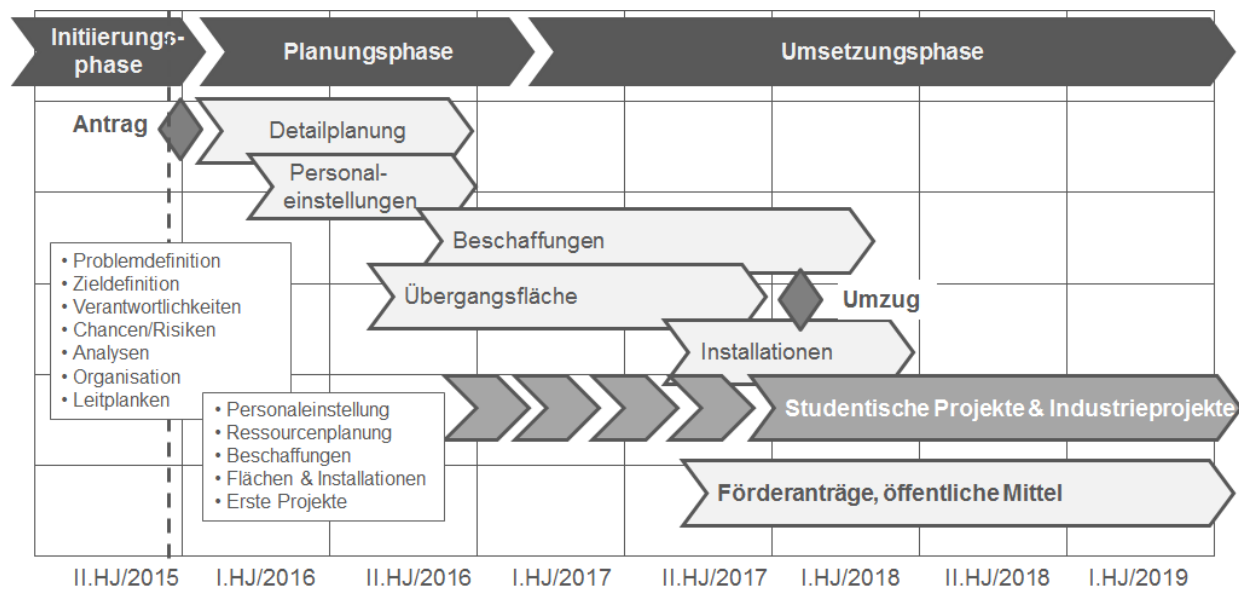 Initiierungs-
phase
Planungsphase
Umsetzungsphase
Antrag
Detailplanung
Personal-
einstellungen
Beschaffungen
• Problemdefinition
• Zieldefinition
• Verantwortlichkeiten
• Chancen/Risiken
• Analysen
• Organisation
• Leitplanken
Übergangsfläche
Umzug
Installationen
• Personaleinstellung
• Ressourcenplanung
• Beschaffungen
• Flächen & Installationen
• Erste Projekte
Studentische Projekte & Industrieprojekte
Förderanträge, öffentliche Mittel
II.HJ/2015 I.HJ/2016 II.HJ/2016 I.HJ/2017 II.HJ/2017 I.HJ/2018 II.HJ/2018 I.HJ/2019